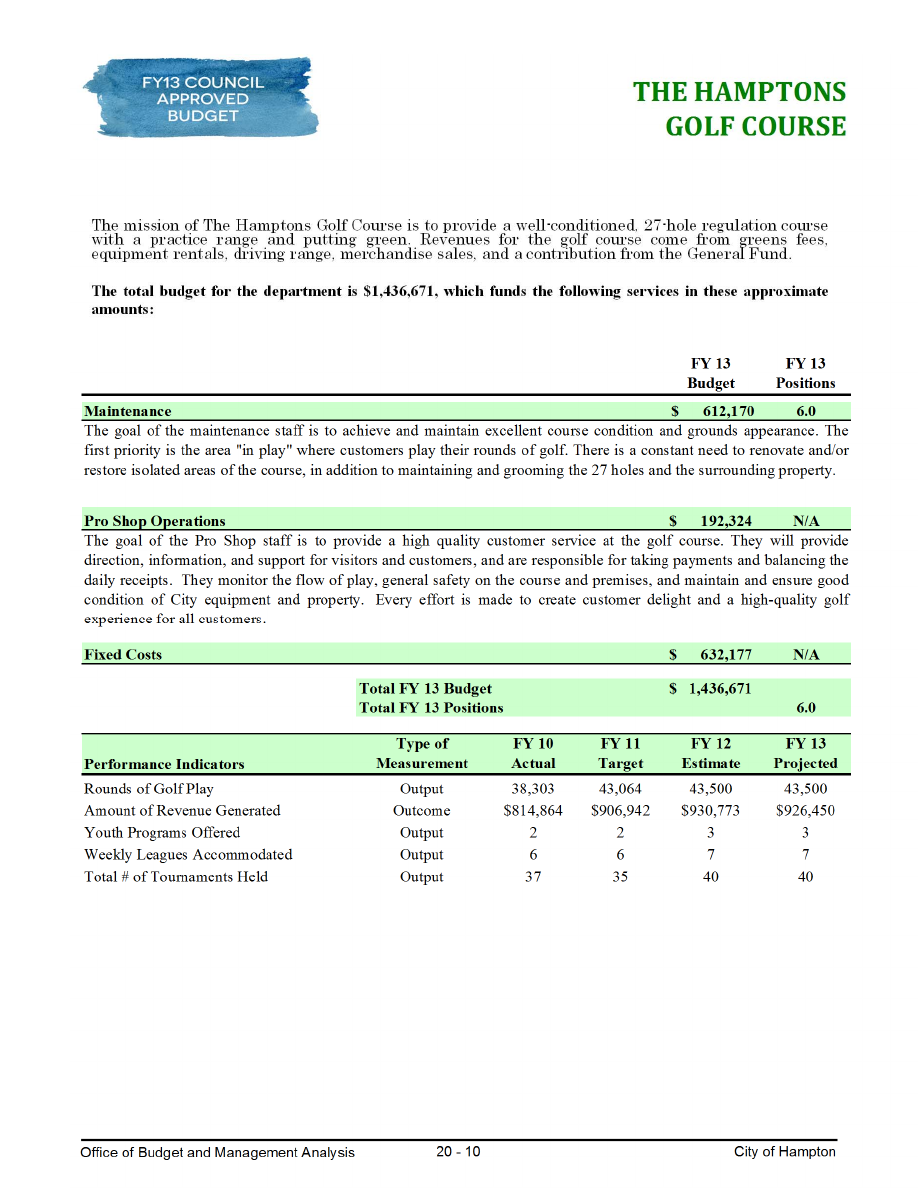 FY13 COUNCIL
APPROVED
BUDGET
THE HAMPTONS
GOLF COURSE
The mission of The Hamptons Golf Course is to provide a well-conditioned, 27-hole regulation course
with a practice range and putting green. Revenues for the golf course come from greens fees,
equipment rentals, driving range, merchandise sales, and a contribution from the General Fund.
The total budget for the department is $1,436,671, which funds the following services in these approximate
amounts:
FY 13 FY 13
Budget Positions
Maintenance $ 612,170 6.0
The goal of the maintenance staff is to achieve and maintain excellent course condition and grounds appearance. The
first priority is the area "in play" where customers play their rounds of golf. There is a constant need to renovate and/or
restore isolated areas of the course, in addition to maintaining and grooming the 27 holes and the surrounding property.
Pro Shop Operations $ 192,324 N/A
The goal of the Pro Shop staff is to provide a high quality customer service at the golf course. They will provide
direction, information, and support for visitors and customers, and are responsible for taking payments and balancing the
daily receipts. They monitor the flow of play, general safety on the course and premises, and maintain and ensure good
condition of City equipment and property. Every effort is made to create customer delight and a high-quality golf
experience for all customers.
Fixed Costs $ 632,177 N/A
Total FY 13 Budget $ 1,436,671
Total FY 13 Positions 6.0
Type of FY 10 FY 11 FY 12 FY 13
Performance Indicators Measurement Actual Target Estimate Projected
Rounds of Golf Play Output 38,303 43,064 43,500 43,500
Amount of Revenue Generated Outcome $814,864 $906,942 $930,773 $926,450
Youth Programs Offered Output 2 2 3 3
Weekly Leagues Accommodated Output 6 6 7 7
Total # of Tournaments Held Output 37 35 40 40
Office of Budget and Management Analysis 20 - 10 City of Hampton